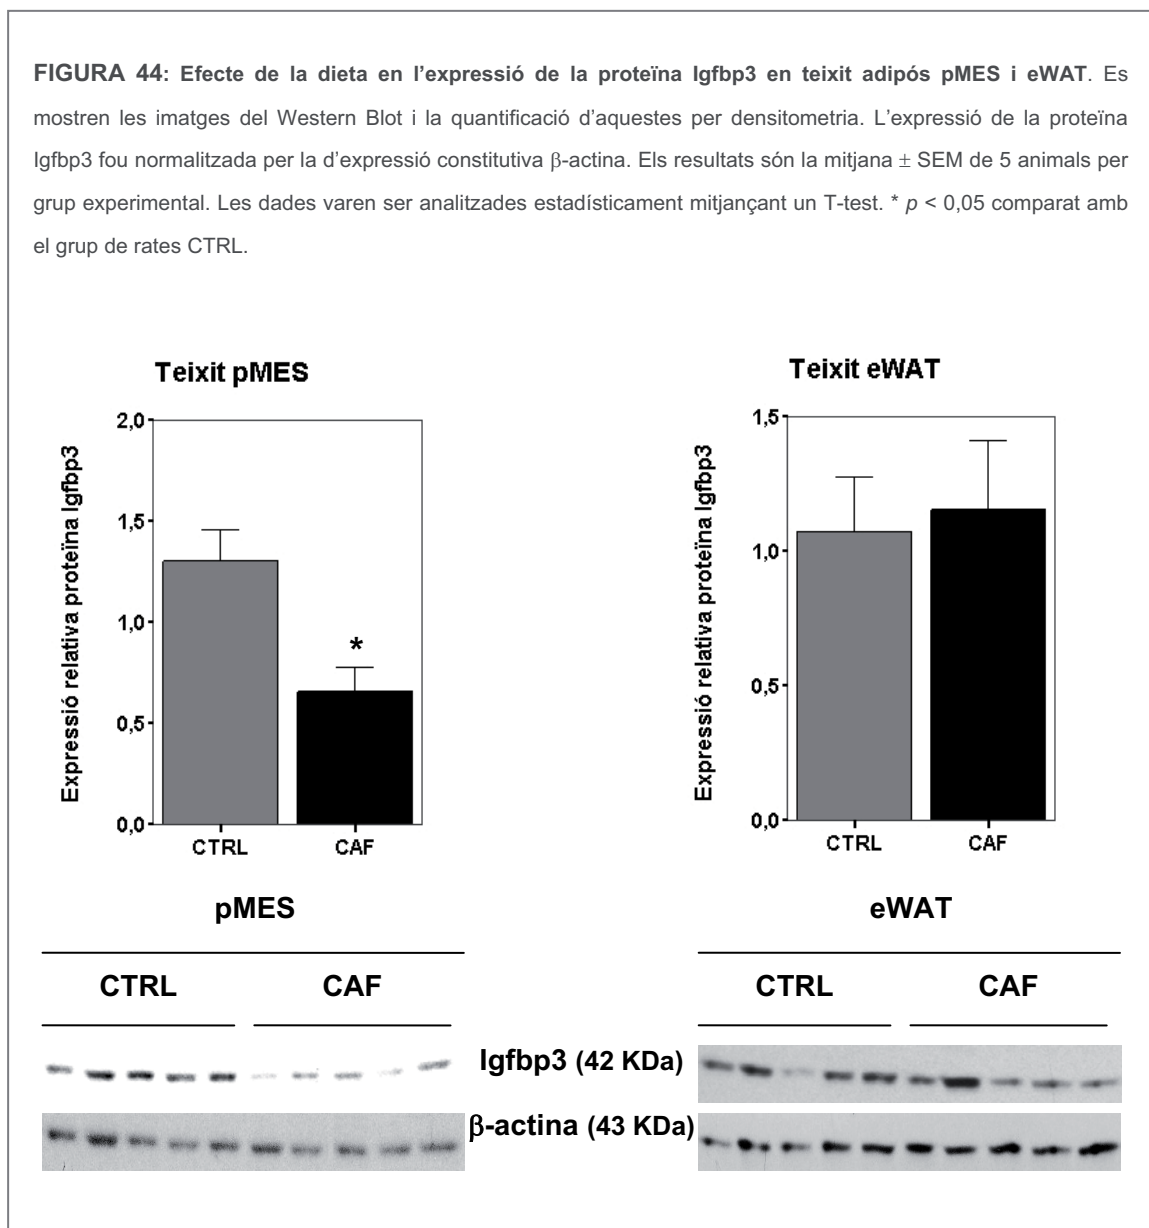 FIGURA 44: Efecte de la dieta en l'expressió de la proteïna Igfbp3 en teixit adipós pMES i eWAT. Es
mostren les imatges del Western Blot i la quantificació d'aquestes per densitometria. L'expressió de la proteïna
Igfbp3 fou normalitzada per la d'expressió constitutiva β-actina. Els resultats són la mitjana ± SEM de 5 animals per
grup experimental. Les dades varen ser analitzades estadísticament mitjançant un T-test. * p < 0,05 comparat amb
el grup de rates CTRL.
Teixit pMES
Expressió relativa proteïna Igfbp3
2,0
1,5
1,0
0,5
0,0
*
CTRL CAF
Teixit eWAT
Expressió relativa proteïna Igfbp3
1,5
1,0
0,5
0,0
CTRL CAF
pMES
CTRL CAF
eWAT
CTRL CAF
Igfbp3 (42 KDa)
β-actina (43 KDa)